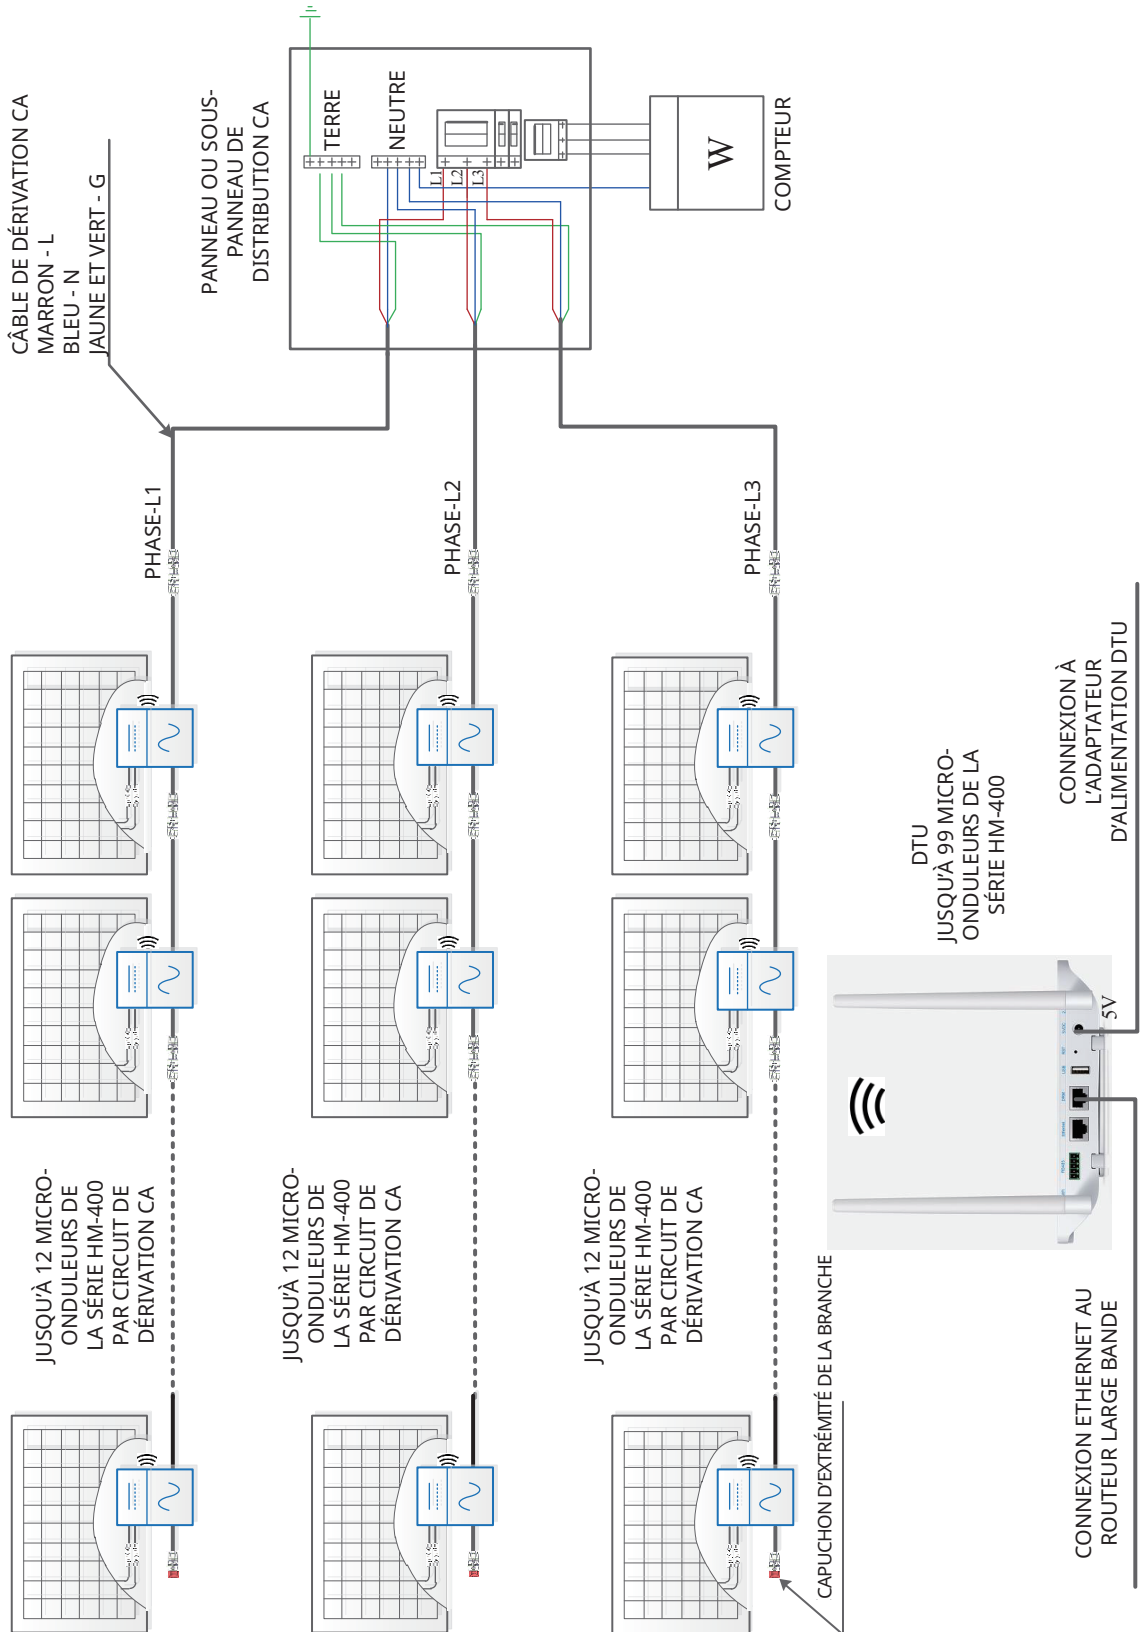 CÂBLE DE DÉRIVATION CA
MARRON - L
BLEU - N
JAUNE ET VERT - G
PANNEAU OU SOUS-
PANNEAU DE
DISTRIBUTION CA
TERRE
NEUTRE
L1
L2
L3
W
COMPTEUR
PHASE-L1
PHASE-L2
PHASE-L3
JUSQU'À 12 MICRO-
ONDULEURS DE
LA SÉRIE HM-400
PAR CIRCUIT DE
DÉRIVATION CA
JUSQU'À 12 MICRO-
ONDULEURS DE
LA SÉRIE HM-400
PAR CIRCUIT DE
DÉRIVATION CA
JUSQU'À 12 MICRO-
ONDULEURS DE
LA SÉRIE HM-400
PAR CIRCUIT DE
DÉRIVATION CA
CAPUCHON D'EXTRÉMITÉ DE LA BRANCHE
DTU
JUSQU'À 99 MICRO-
ONDULEURS DE LA
SÉRIE HM-400
5V
CONNEXION À
L'ADAPTATEUR
D'ALIMENTATION DTU
CONNEXION ETHERNET AU
ROUTEUR LARGE BANDE